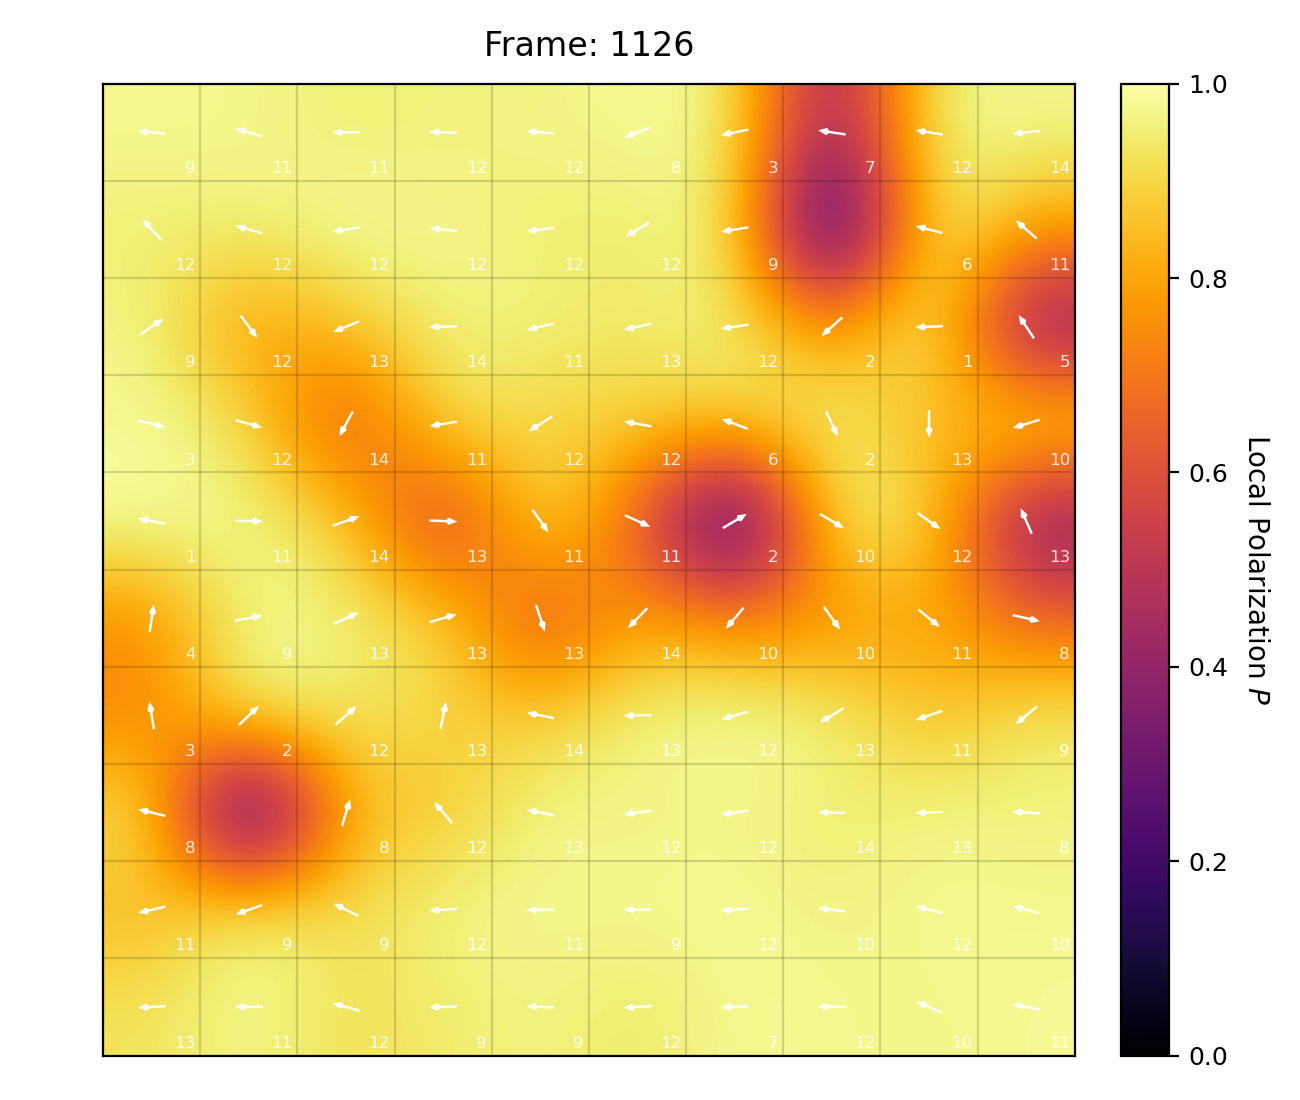 Frame: 1126
9 11 11 12 12 8 3 7 12 14
12 12 12 12 12 12 9 6 11
9 12 13 14 11 13 12 2 1 5
3 12 14 11 12 12 6 2 13 10
1 11 14 13 11 11 2 10 12 13
4 9 13 13 13 14 10 10 11 8
3 2 12 13 14 13 12 13 11 9
8 8 12 13 12 12 14 13 8
11 9 9 12 11 9 12 10 12 10
13 11 12 9 9 12 7 12 10 11
1.0
0.8
0.6
0.4
0.2
0.0
Local Polarization P